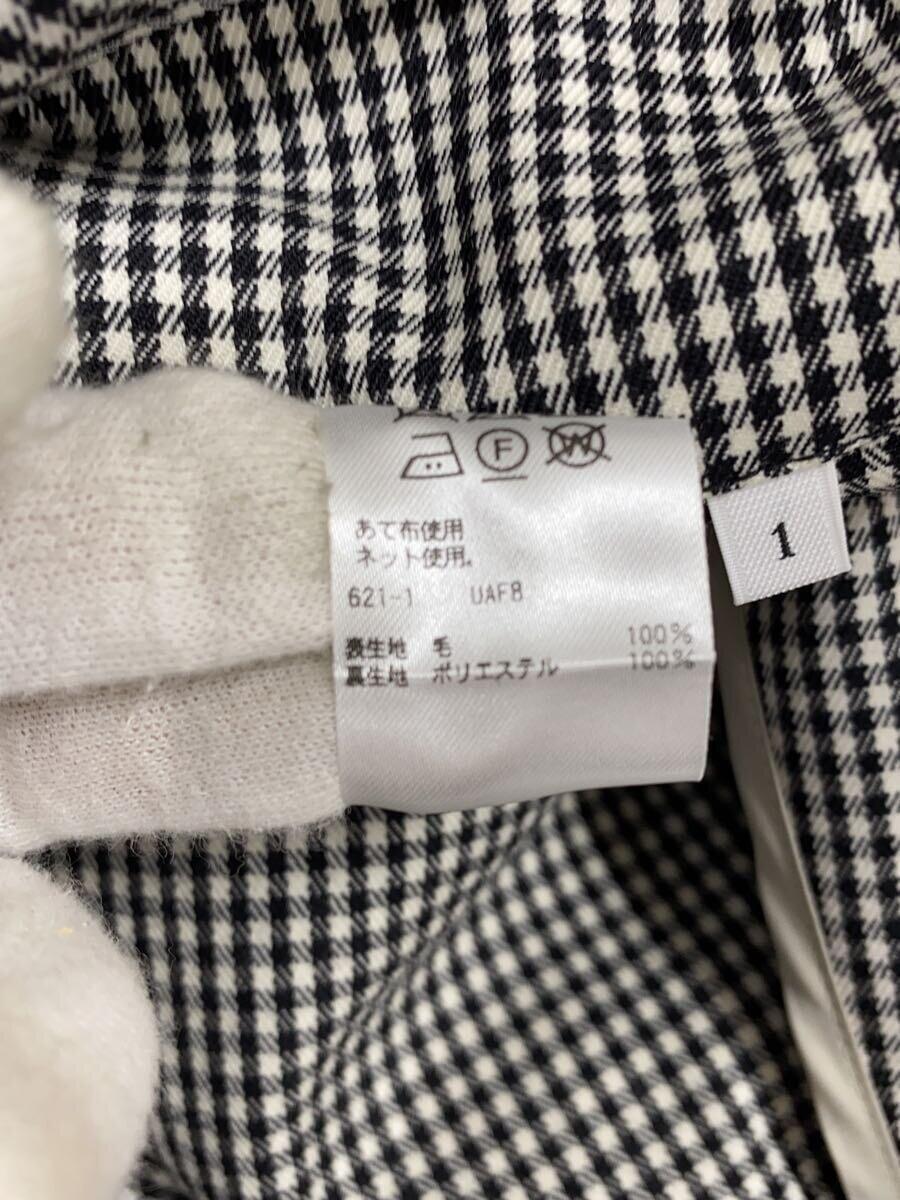 F W
あて布使用
ネット使用。
621-1 UAF8
表生地 毛 100%
裏生地 ポリエステル 100%
1